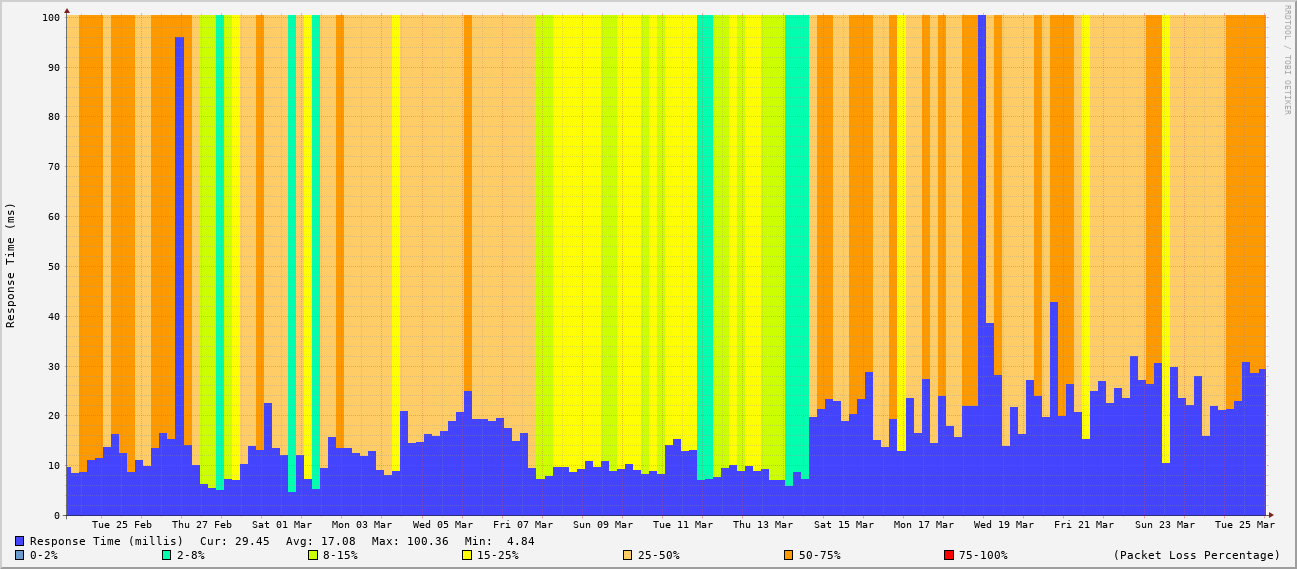 RRDTOOL / TOBI OETIKER
Response Time (ms)
100
90
80
70
60
50
40
30
20
10
0
Tue 25 Feb Thu 27 Feb Sat 01 Mar Mon 03 Mar Wed 05 Mar Fri 07 Mar Sun 09 Mar Tue 11 Mar Thu 13 Mar Sat 15 Mar Mon 17 Mar Wed 19 Mar Fri 21 Mar Sun 23 Mar Tue 25 Mar
Response Time (millis) Cur: 29.45 Avg: 17.08 Max: 100.36 Min: 4.84
0-2% 2-8% 8-15% 15-25% 25-50% 50-75% 75-100% (Packet Loss Percentage)